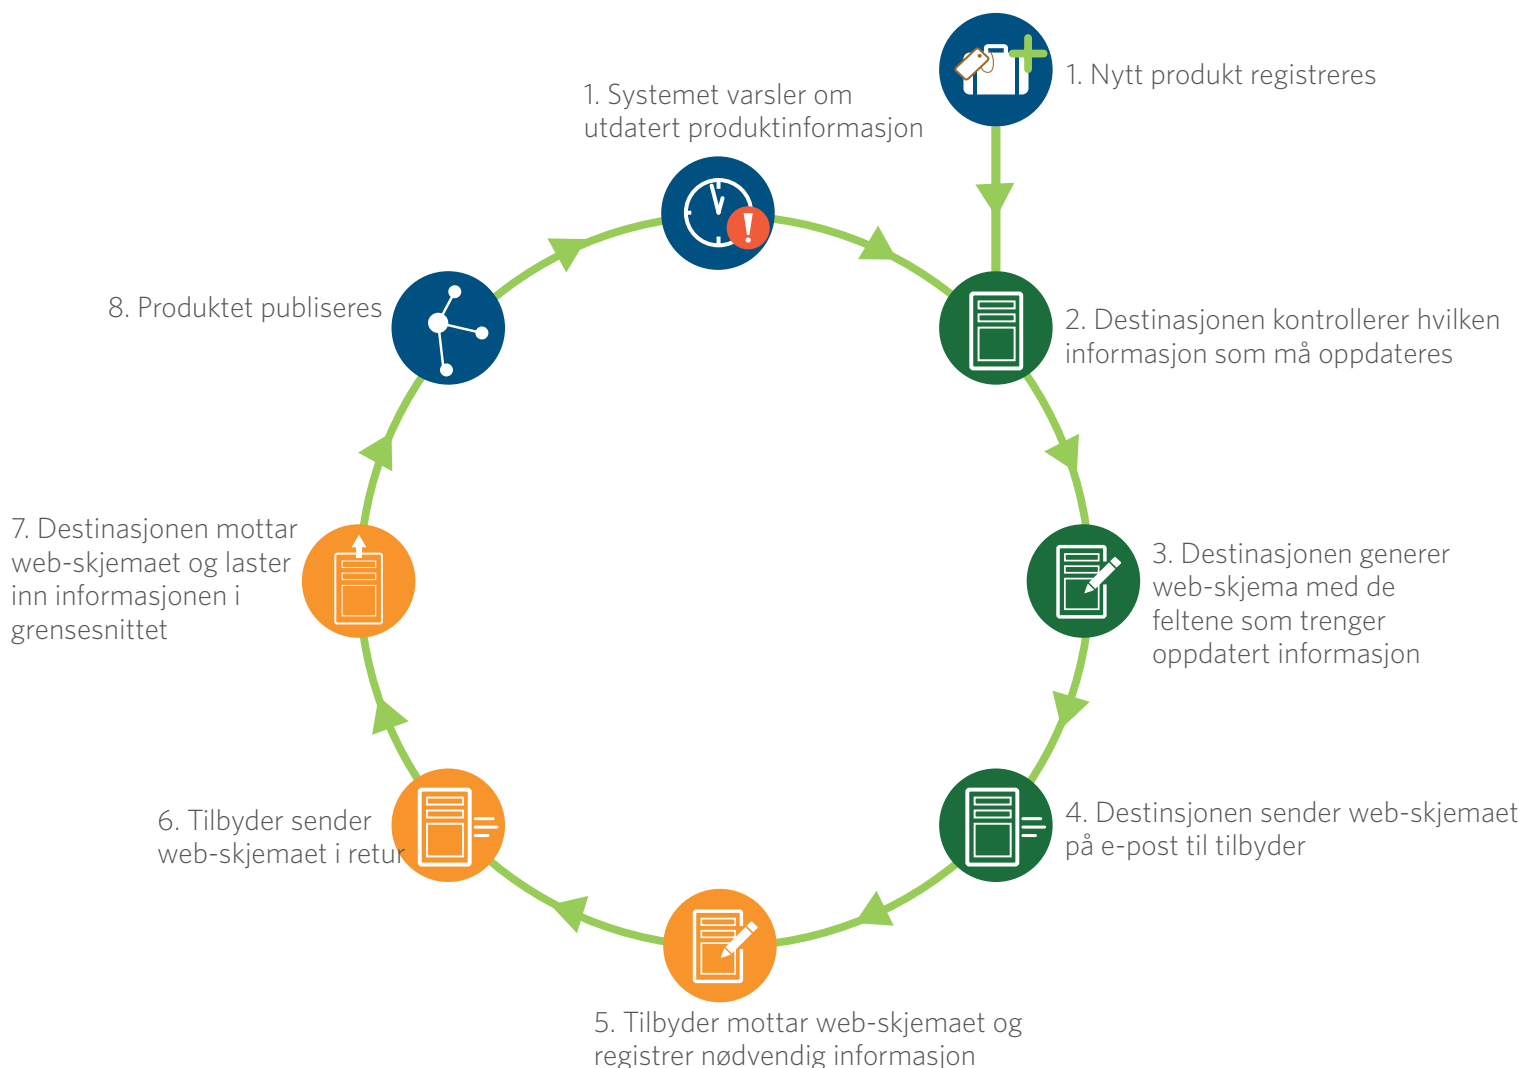 1. Nytt produkt registreres
1. Systemet varsler om
utdatert produktinformasjon
2. Destinasjonen kontrollerer hvilken
informasjon som må oppdateres
3. Destinasjonen generer
web-skjema med de
feltene som trenger
oppdatert informasjon
4. Destinsjonen sender web-skjemaet
på e-post til tilbyder
5. Tilbyder mottar web-skjemaet og
registrer nødvendig informasjon
6. Tilbyder sender
web-skjemaet i retur
7. Destinasjonen mottar
web-skjemaet og laster
inn informasjonen i
grensesnittet
8. Produktet publiseres